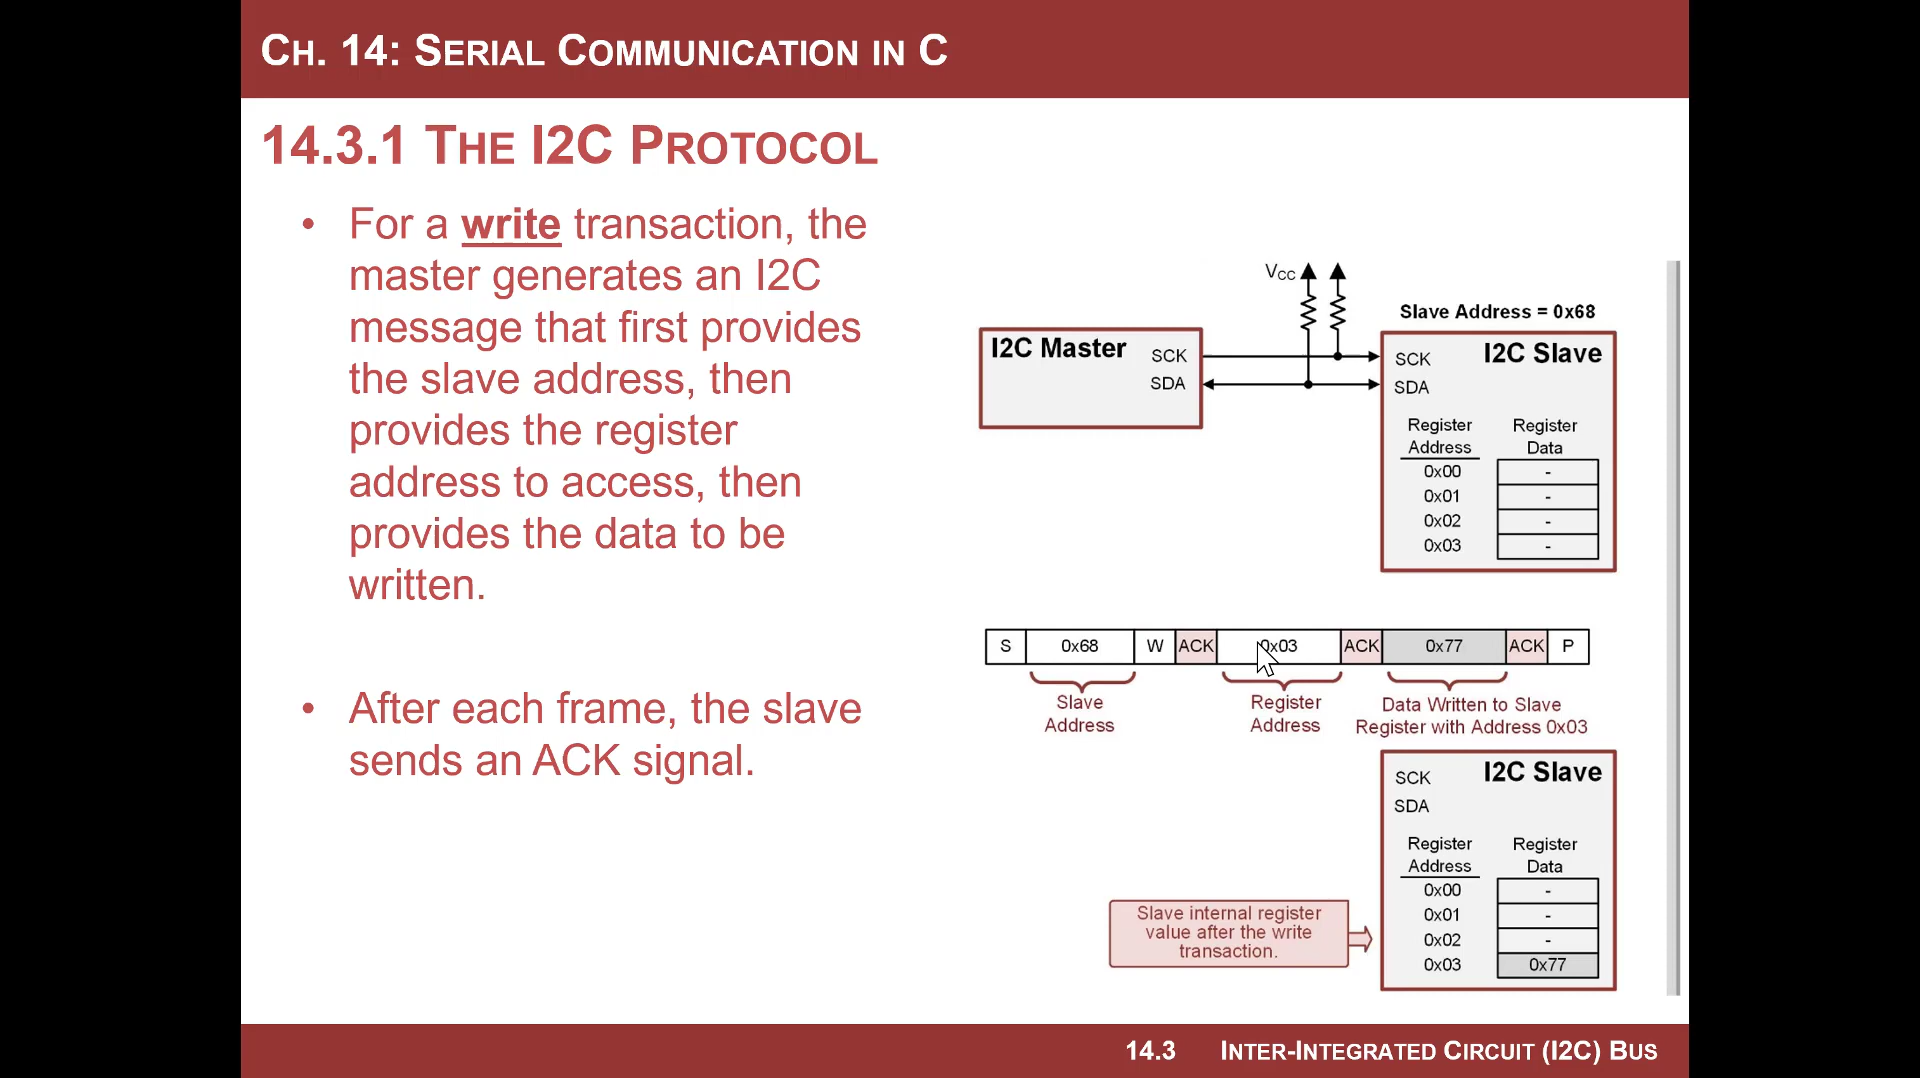 CH. 14: SERIAL COMMUNICATION IN C
14.3.1 THE I2C PROTOCOL
• For a write transaction, the
master generates an I2C
message that first provides
the slave address, then
provides the register
address to access, then
provides the data to be
written.
• After each frame, the slave
sends an ACK signal.
VCC
Slave Address = 0x68
I2C Master
SCK
SDA
I2C Slave
SCK
SDA
Register Address
Register Data
0x00 -
0x01 -
0x02 -
0x03 -
S 0x68 W ACK 0x03 ACK 0x77 ACK P
Slave Address
Register Address
Data Written to Slave
Register with Address 0x03
I2C Slave
SCK
SDA
Register Address
Register Data
0x00 -
0x01 -
0x02 -
0x03 0x77
Slave internal register
value after the write
transaction.
14.3 INTER-INTEGRATED CIRCUIT (I2C) BUS